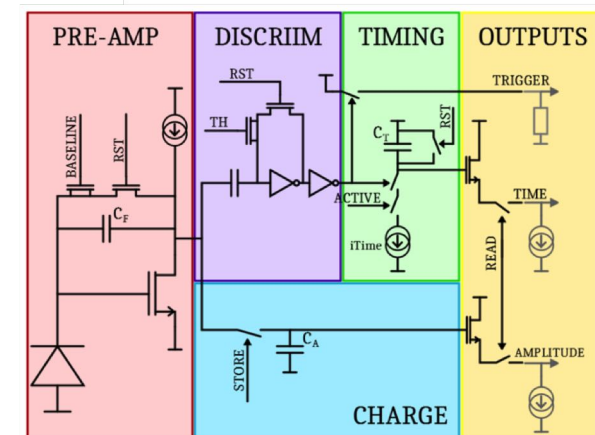 PRE-AMP
DISCRIIM
TIMING
OUTPUTS
RST
TRIGGER
BASELINE
RST
TH
C_T
RST
C_F
ACTIVE
TIME
iTime
READ
STORE
C_A
AMPLITUDE
CHARGE